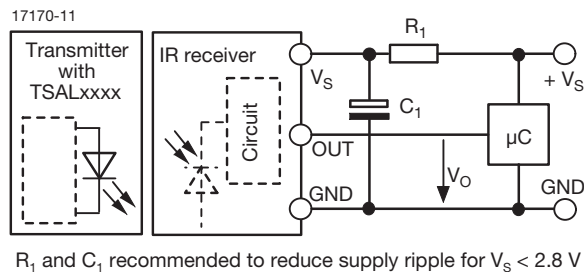 17170-11
Transmitter
with
TSALxxxx
IR receiver
Circuit
V_S
OUT
GND
C_1
R_1
V_O
µC
+ V_S
GND
R_1 and C_1 recommended to reduce supply ripple for V_S < 2.8 V